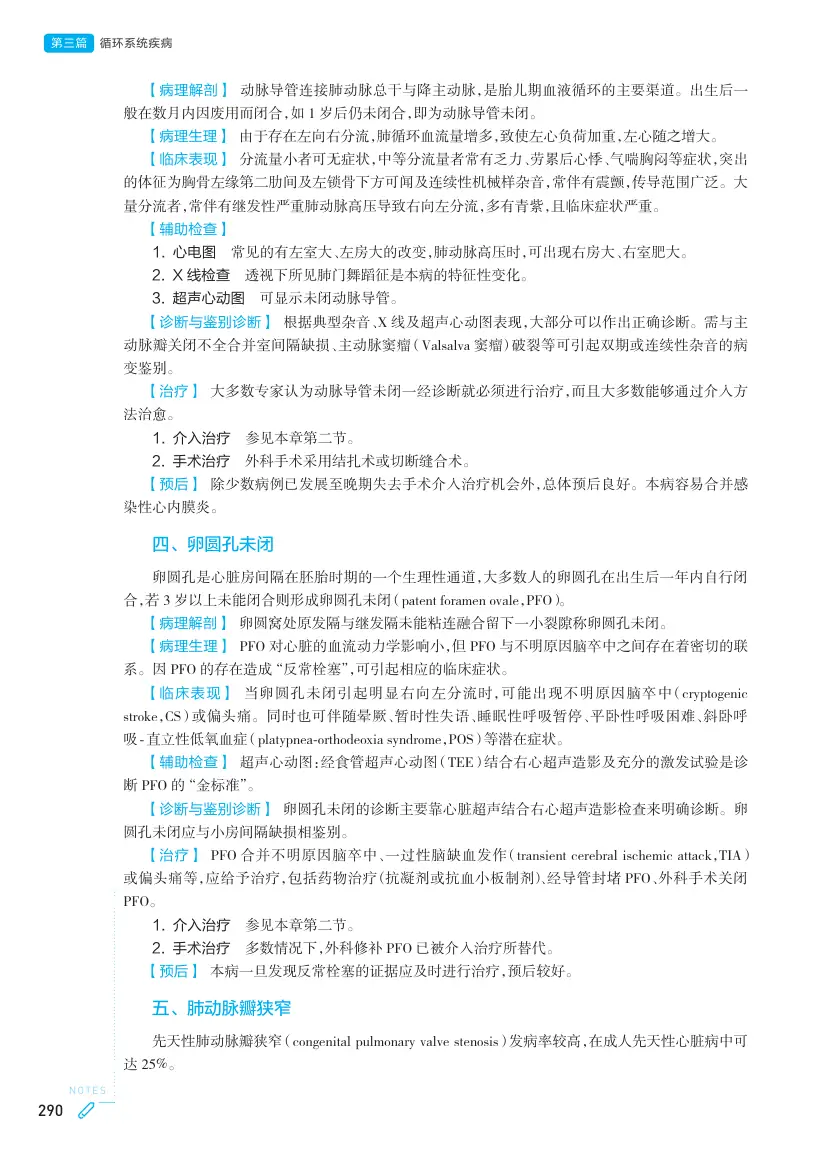 第三篇 循环系统疾病
【病理解剖】 动脉导管连接肺动脉总干与降主动脉,是胎儿期血液循环的主要渠道。出生后一
般在数月内因废用而闭合,如 1 岁后仍未闭合,即为动脉导管未闭。
【病理生理】 由于存在左向右分流,肺循环血流量增多,致使左心负荷加重,左心随之增大。
【临床表现】 分流量小者可无症状,中等分流量者常有乏力、劳累后心悸、气喘胸闷等症状,突出
的体征为胸骨左缘第二肋间及左锁骨下方可闻及连续性机械样杂音,常伴有震颤,传导范围广泛。大
量分流者,常伴有继发性严重肺动脉高压导致右向左分流,多有青紫,且临床症状严重。
【辅助检查】
1. 心电图 常见的有左室大、左房大的改变,肺动脉高压时,可出现右房大、右室肥大。
2. X 线检查 透视下所见肺门舞蹈征是本病的特征性变化。
3. 超声心动图 可显示未闭动脉导管。
【诊断与鉴别诊断】 根据典型杂音、X 线及超声心动图表现,大部分可以作出正确诊断。需与主
动脉瓣关闭不全合并室间隔缺损、主动脉窦瘤(Valsalva 窦瘤)破裂等可引起双期或连续性杂音的病
变鉴别。
【治疗】 大多数专家认为动脉导管未闭一经诊断就必须进行治疗,而且大多数能够通过介入方
法治愈。
1. 介入治疗 参见本章第二节。
2. 手术治疗 外科手术采用结扎术或切断缝合术。
【预后】 除少数病例已发展至晚期失去手术介入治疗机会外,总体预后良好。本病容易合并感
染性心内膜炎。
四、卵圆孔未闭
卵圆孔是心脏房间隔在胚胎时期的一个生理性通道,大多数人的卵圆孔在出生后一年内自行闭
合,若 3 岁以上未能闭合则形成卵圆孔未闭(patent foramen ovale,PFO)。
【病理解剖】 卵圆窝处原发隔与继发隔未能粘连融合留下一小裂隙称卵圆孔未闭。
【病理生理】 PFO 对心脏的血流动力学影响小,但 PFO 与不明原因脑卒中之间存在着密切的联
系。因 PFO 的存在造成“反常栓塞”,可引起相应的临床症状。
【临床表现】 当卵圆孔未闭引起明显右向左分流时,可能出现不明原因脑卒中(cryptogenic
stroke,CS)或偏头痛。同时也可伴随晕厥、暂时性失语、睡眠性呼吸暂停、平卧性呼吸困难、斜卧呼
吸-直立性低氧血症(platypnea-orthodeoxia syndrome,POS)等潜在症状。
【辅助检查】 超声心动图:经食管超声心动图(TEE)结合右心超声造影及充分的激发试验是诊
断 PFO 的“金标准”。
【诊断与鉴别诊断】 卵圆孔未闭的诊断主要靠心脏超声结合右心超声造影检查来明确诊断。卵
圆孔未闭应与小房间隔缺损相鉴别。
【治疗】 PFO 合并不明原因脑卒中、一过性脑缺血发作(transient cerebral ischemic attack,TIA)
或偏头痛等,应给予治疗,包括药物治疗(抗凝剂或抗血小板制剂)、经导管封堵 PFO、外科手术关闭
PFO。
1. 介入治疗 参见本章第二节。
2. 手术治疗 多数情况下,外科修补 PFO 已被介入治疗所替代。
【预后】 本病一旦发现反常栓塞的证据应及时进行治疗,预后较好。
五、肺动脉瓣狭窄
先天性肺动脉瓣狭窄(congenital pulmonary valve stenosis)发病率较高,在成人先天性心脏病中可
达 25%。
NOTES
290